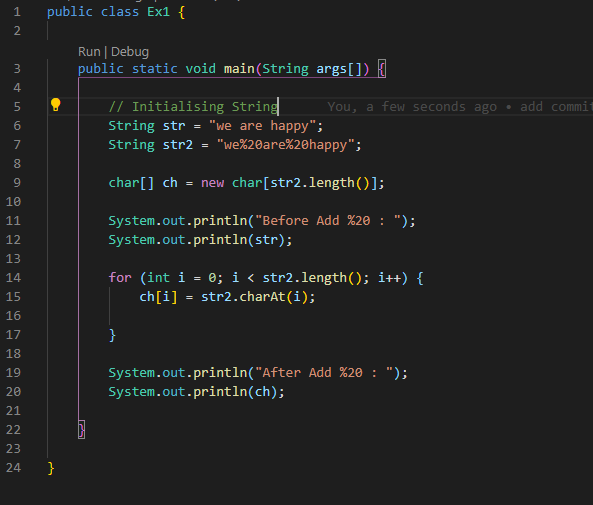 1 public class Ex1 {
2
Run | Debug
3 public static void main(String args[]) {
4
5 // Initialising String You, a few seconds ago • add commit
6 String str = "we are happy";
7 String str2 = "we%20are%20happy";
8
9 char[] ch = new char[str2.length()];
10
11 System.out.println("Before Add %20 : ");
12 System.out.println(str);
13
14 for (int i = 0; i < str2.length(); i++) {
15 ch[i] = str2.charAt(i);
16
17 }
18
19 System.out.println("After Add %20 : ");
20 System.out.println(ch);
21
22 }
23
24 }